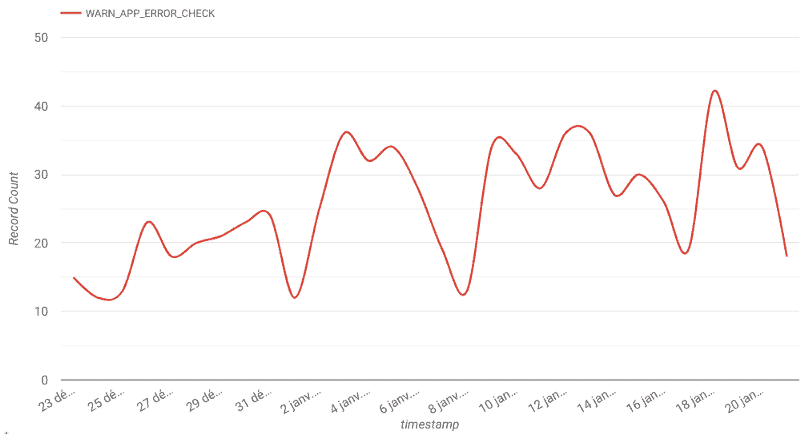 WARN_APP_ERROR_CHECK
50
40
30
20
10
0
Record Count
23 dé...
25 dé...
27 dé...
29 dé...
31 dé...
2 janv....
4 janv....
6 janv....
8 janv....
10 jan...
12 jan...
14 jan...
16 jan...
18 jan...
20 jan...
timestamp